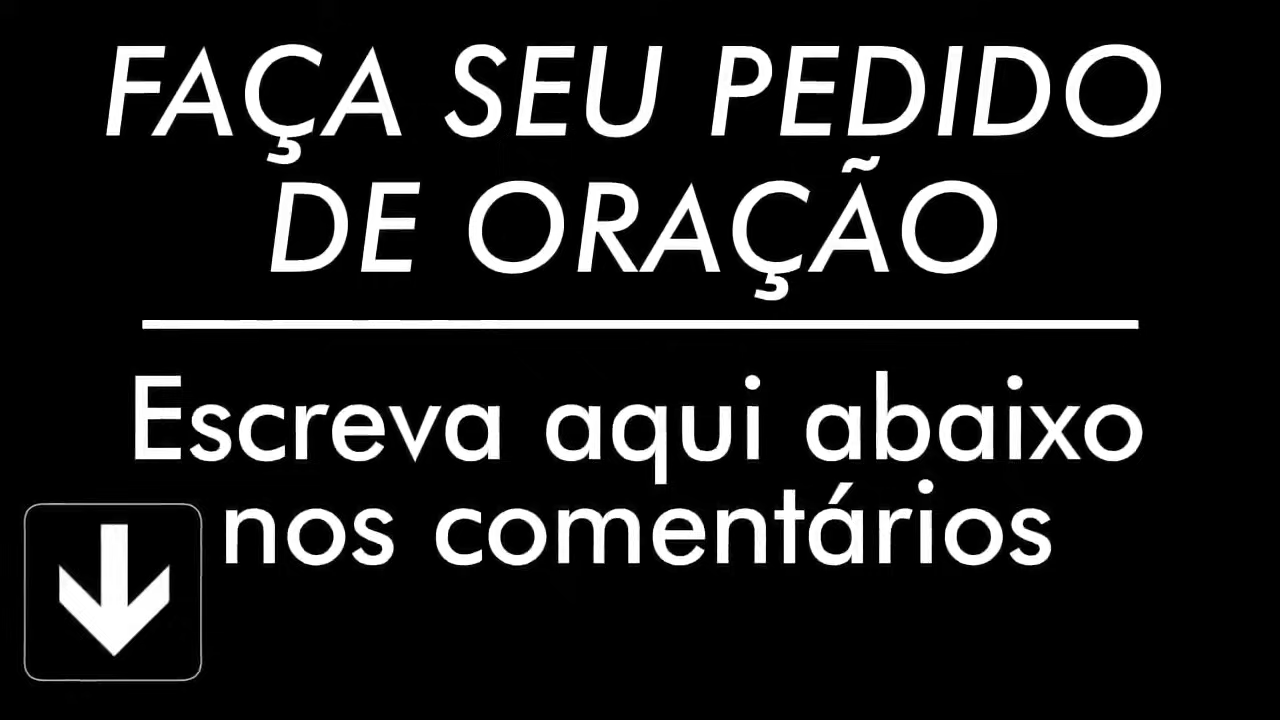 FAÇA SEU PEDIDO
DE ORAÇÃO
Escreva aqui abaixo
nos comentários